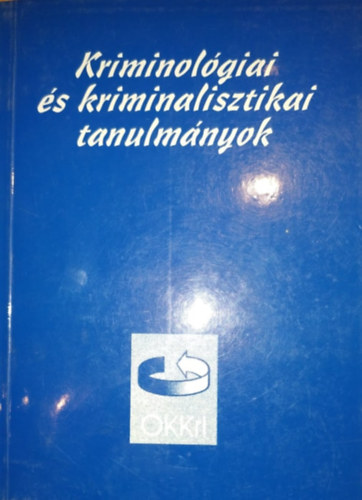 Kriminológiai
és kriminalisztikai
tanulmányok
OKKrI